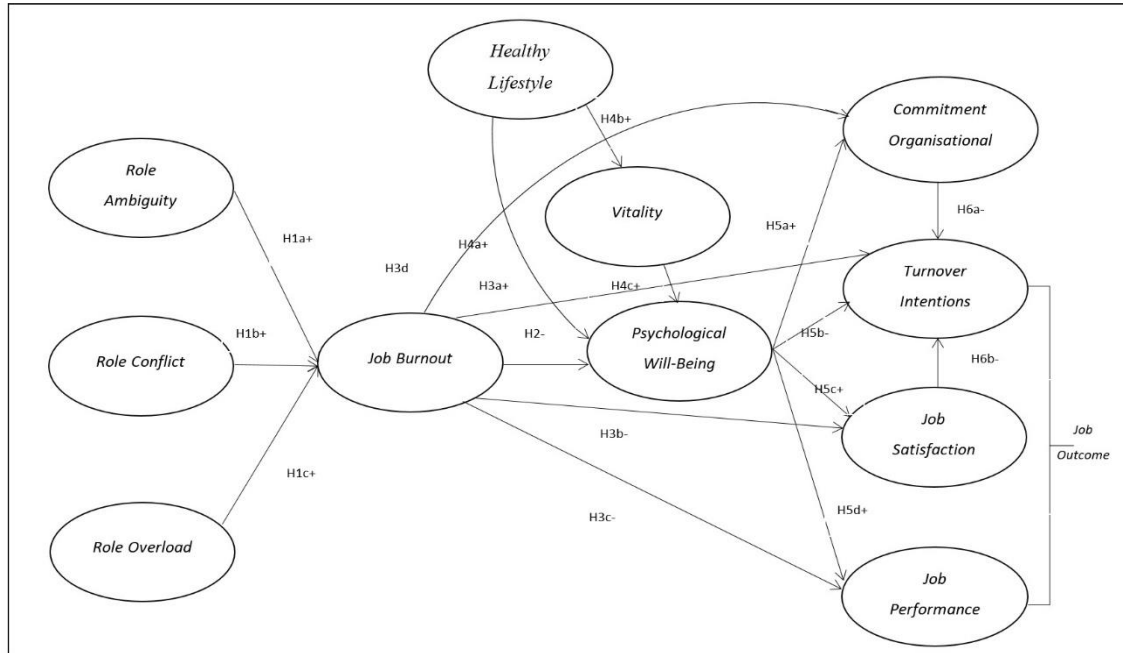 Healthy
Lifestyle
Commitment
Organisational
H4b+
Role
Ambiguity
Vitality
H6a-
H5a+
H1a+
H4a+
H3d
Turnover
Intentions
H3a+
H4c+
H1b+
H2-
Psychological
Will-Being
H5b-
Role Conflict
Job Burnout
H6b-
H5c+
Job
Satisfaction
Job
Outcome
H3b-
H1c+
H5d+
H3c-
Role Overload
Job
Performance